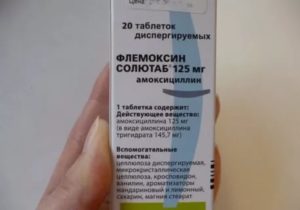 Цена
20 таблеток
диспергируемых
ФЛЕМОКСИН
СОЛЮТАБ® 125 мг
амоксициллин
1 таблетка содержит:
Действующее вещество:
амоксициллина 125 мг
(в виде амоксициллина
тригидрата 145,7 мг)
Вспомогательные
вещества:
целлюлоза диспергируемая,
микрокристаллическая
целлюлоза, кросповидон,
ванилин, ароматизаторы
мандариновый и лимонный,
сахарин, магния стеарат